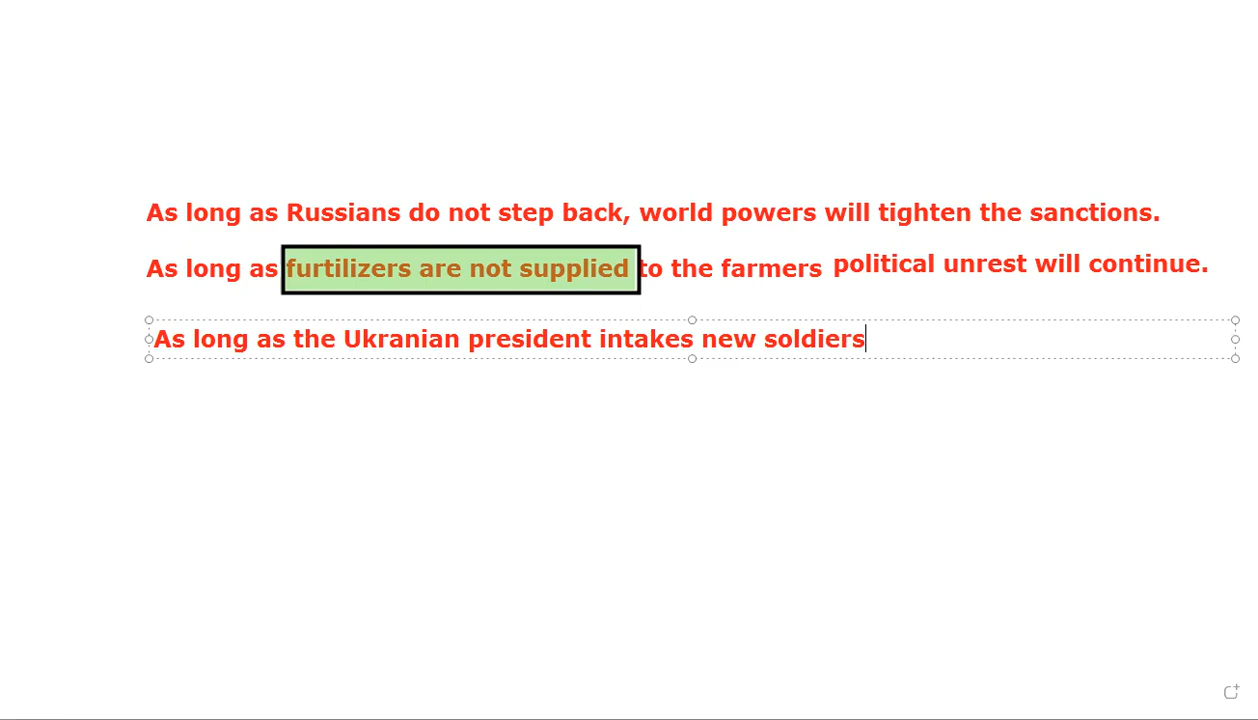 As long as Russians do not step back, world powers will tighten the sanctions.
As long as furtilizers are not supplied to the farmers political unrest will continue.
As long as the Ukranian president intakes new soldiers